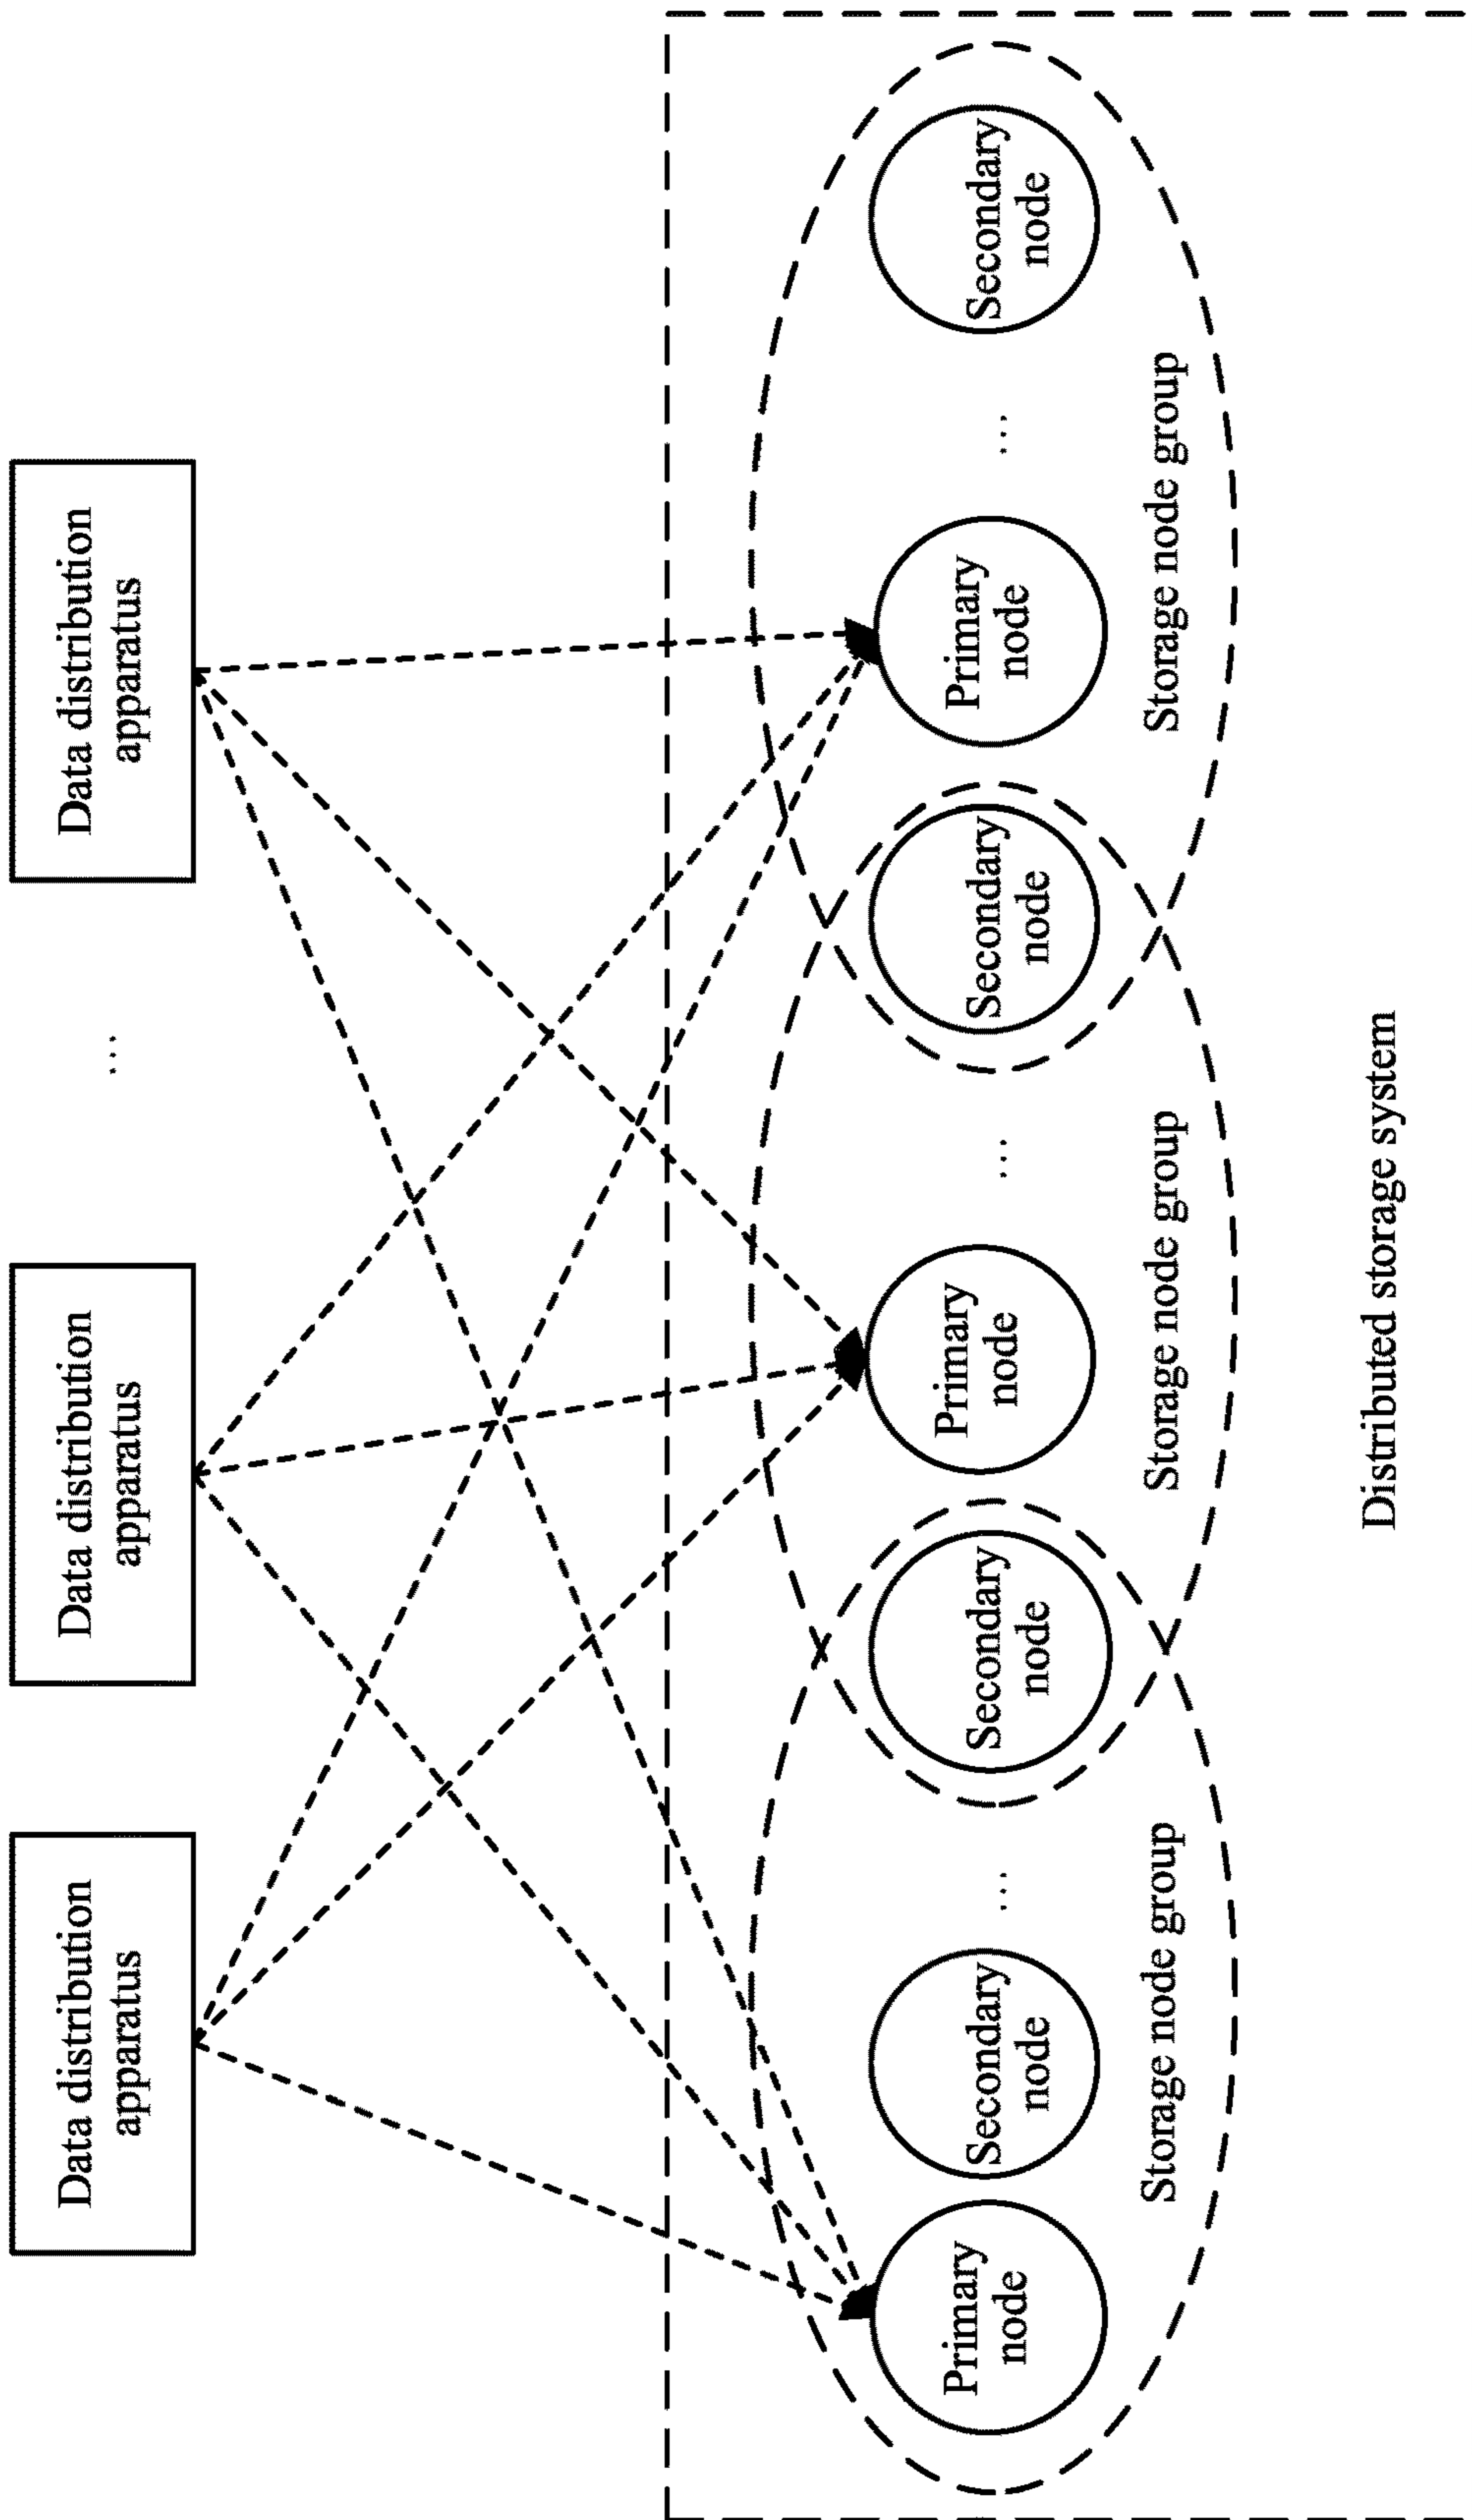 Data distribution
apparatus
Data distribution
apparatus
...
Data distribution
apparatus
Primary
node
Secondary
node
...
Secondary
node
Primary
node
...
Secondary
node
Primary
node
...
Secondary
node
Storage node group
Storage node group
Storage node group
Distributed storage system